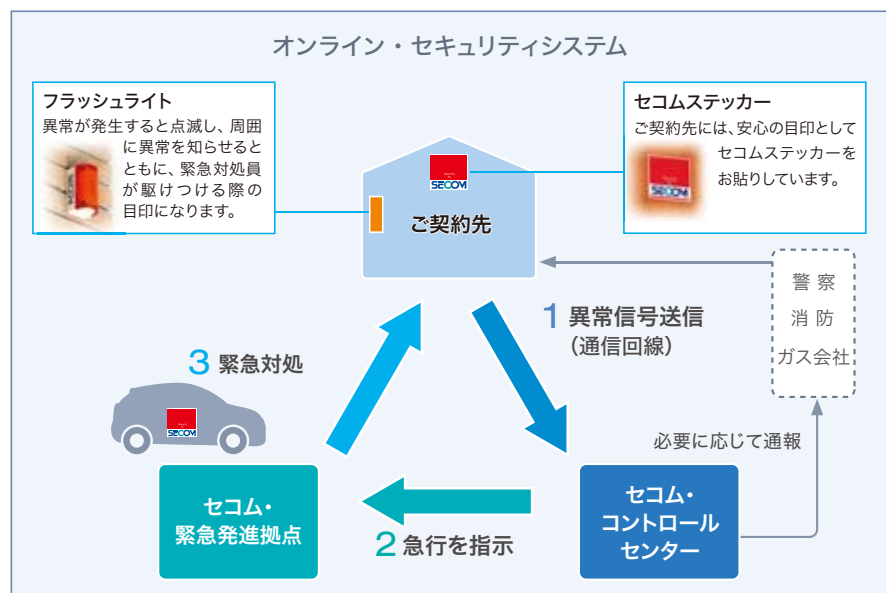 オンライン・セキュリティシステム
フラッシュライト
異常が発生すると点滅し、周囲
に異常を知らせると
ともに、緊急対処員
が駆けつける際の
目印になります。
セコムステッカー
ご契約先には、安心の目印として
セコムステッカーを
お貼りしています。
SECOM
SECOM
ご契約先
警察
消防
ガス会社
1 異常信号送信
(通信回線)
3 緊急対処
SECOM
必要に応じて通報
セコム・
緊急発進拠点
セコム・
コントロール
センター
2 急行を指示